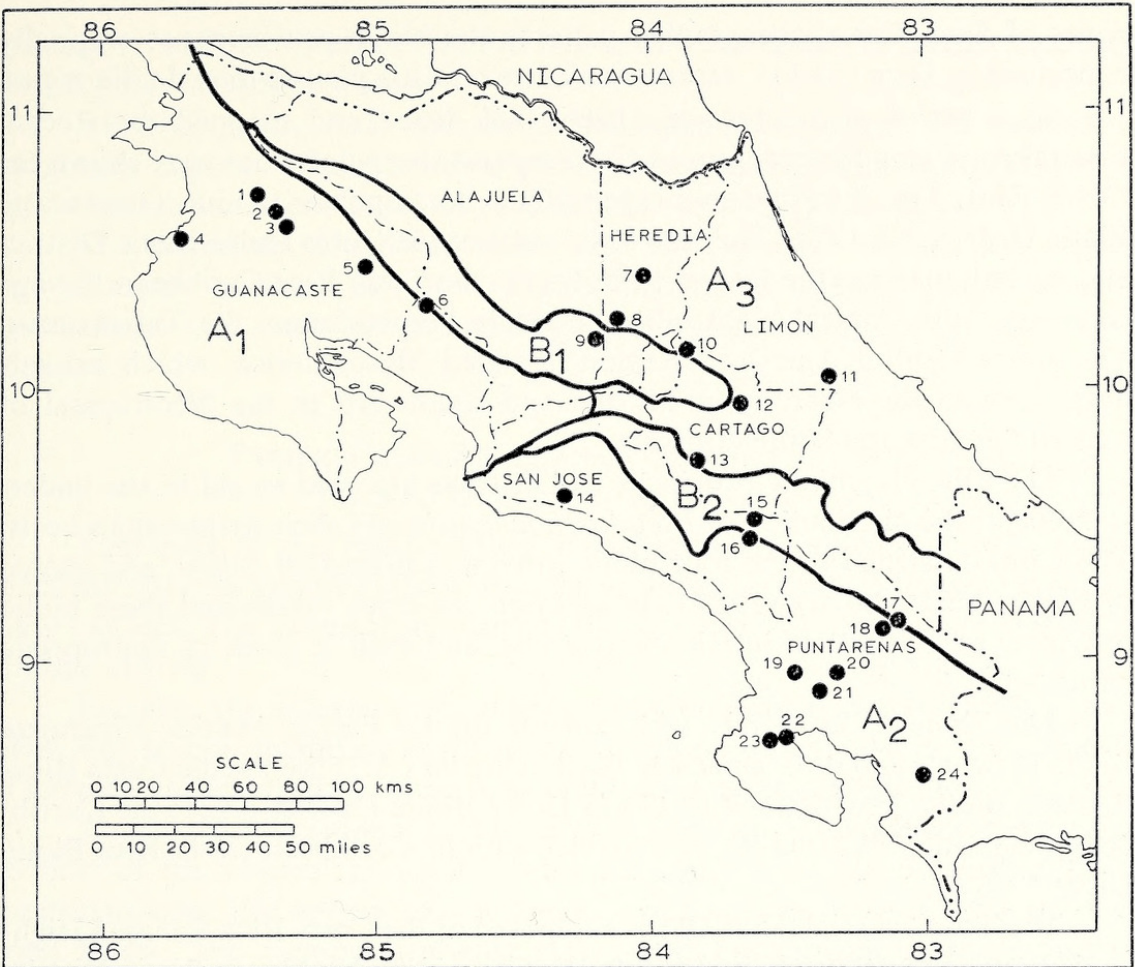 86 85 84 83
NICARAGUA
11 11
ALAJUELA
1
2
3
HEREDIA
4
5
7
A3
GUANACASTE
6
8
LIMON
A1
9
B1
10
11
10 10
12
CARTAGO
13
SAN JOSE
14
B2
15
16
PANAMA
17
18
PUNTARENAS
9 9
19 20
21
A2
22
23
SCALE
24
0 10 20 40 60 80 100 kms
0 10 20 30 40 50 miles
86 85 84 83